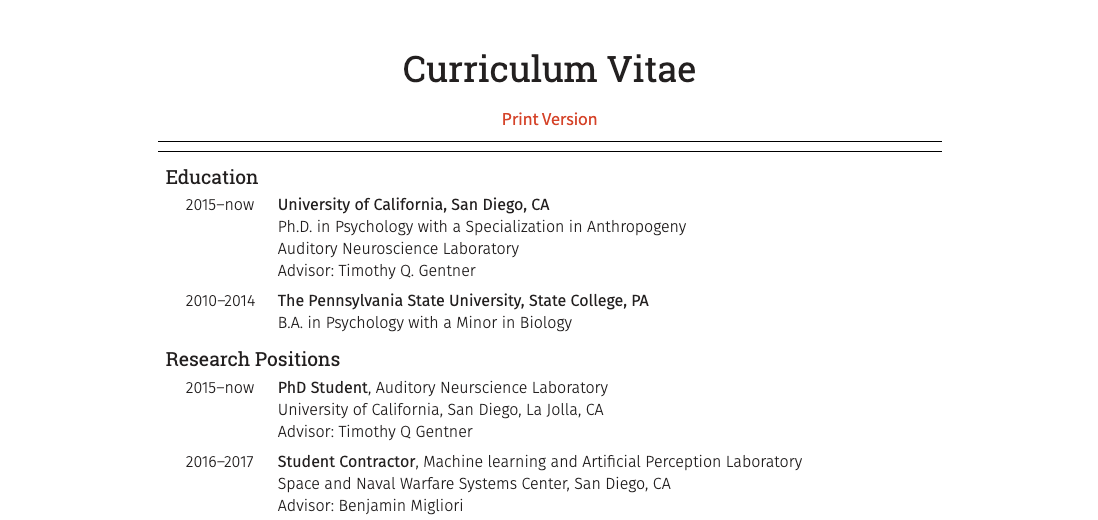 Curriculum Vitae
Print Version
Education
2015–now University of California, San Diego, CA
Ph.D. in Psychology with a Specialization in Anthropogeny
Auditory Neuroscience Laboratory
Advisor: Timothy Q. Gentner
2010–2014 The Pennsylvania State University, State College, PA
B.A. in Psychology with a Minor in Biology
Research Positions
2015–now PhD Student, Auditory Neurscience Laboratory
University of California, San Diego, La Jolla, CA
Advisor: Timothy Q Gentner
2016–2017 Student Contractor, Machine learning and Artificial Perception Laboratory
Space and Naval Warfare Systems Center, San Diego, CA
Advisor: Benjamin Migliori